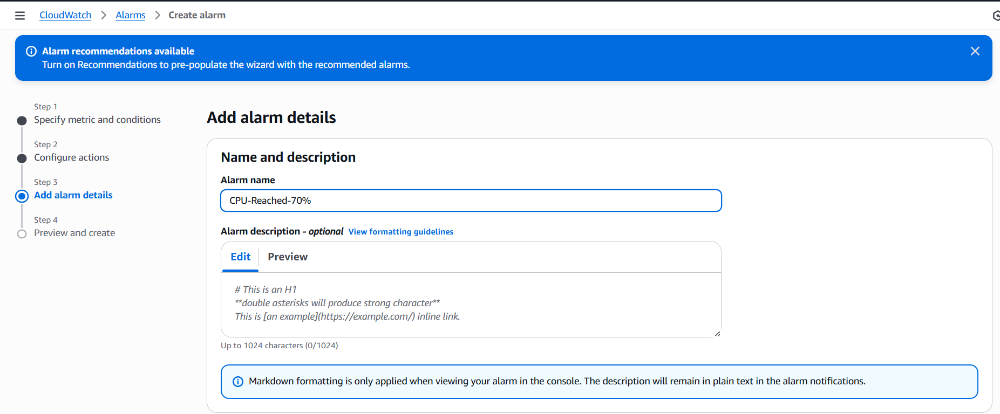 CloudWatch > Alarms > Create alarm
Alarm recommendations available
Turn on Recommendations to pre-populate the wizard with the recommended alarms.
Step 1
Specify metric and conditions
Step 2
Configure actions
Step 3
Add alarm details
Step 4
Preview and create
Add alarm details
Name and description
Alarm name
CPU-Reached-70%
Alarm description - optional View formatting guidelines
Edit Preview
# This is an H1
**double asterisks will produce strong character**
This is [an example](https://example.com/) inline link.
Up to 1024 characters (0/1024)
Markdown formatting is only applied when viewing your alarm in the console. The description will remain in plain text in the alarm notifications.